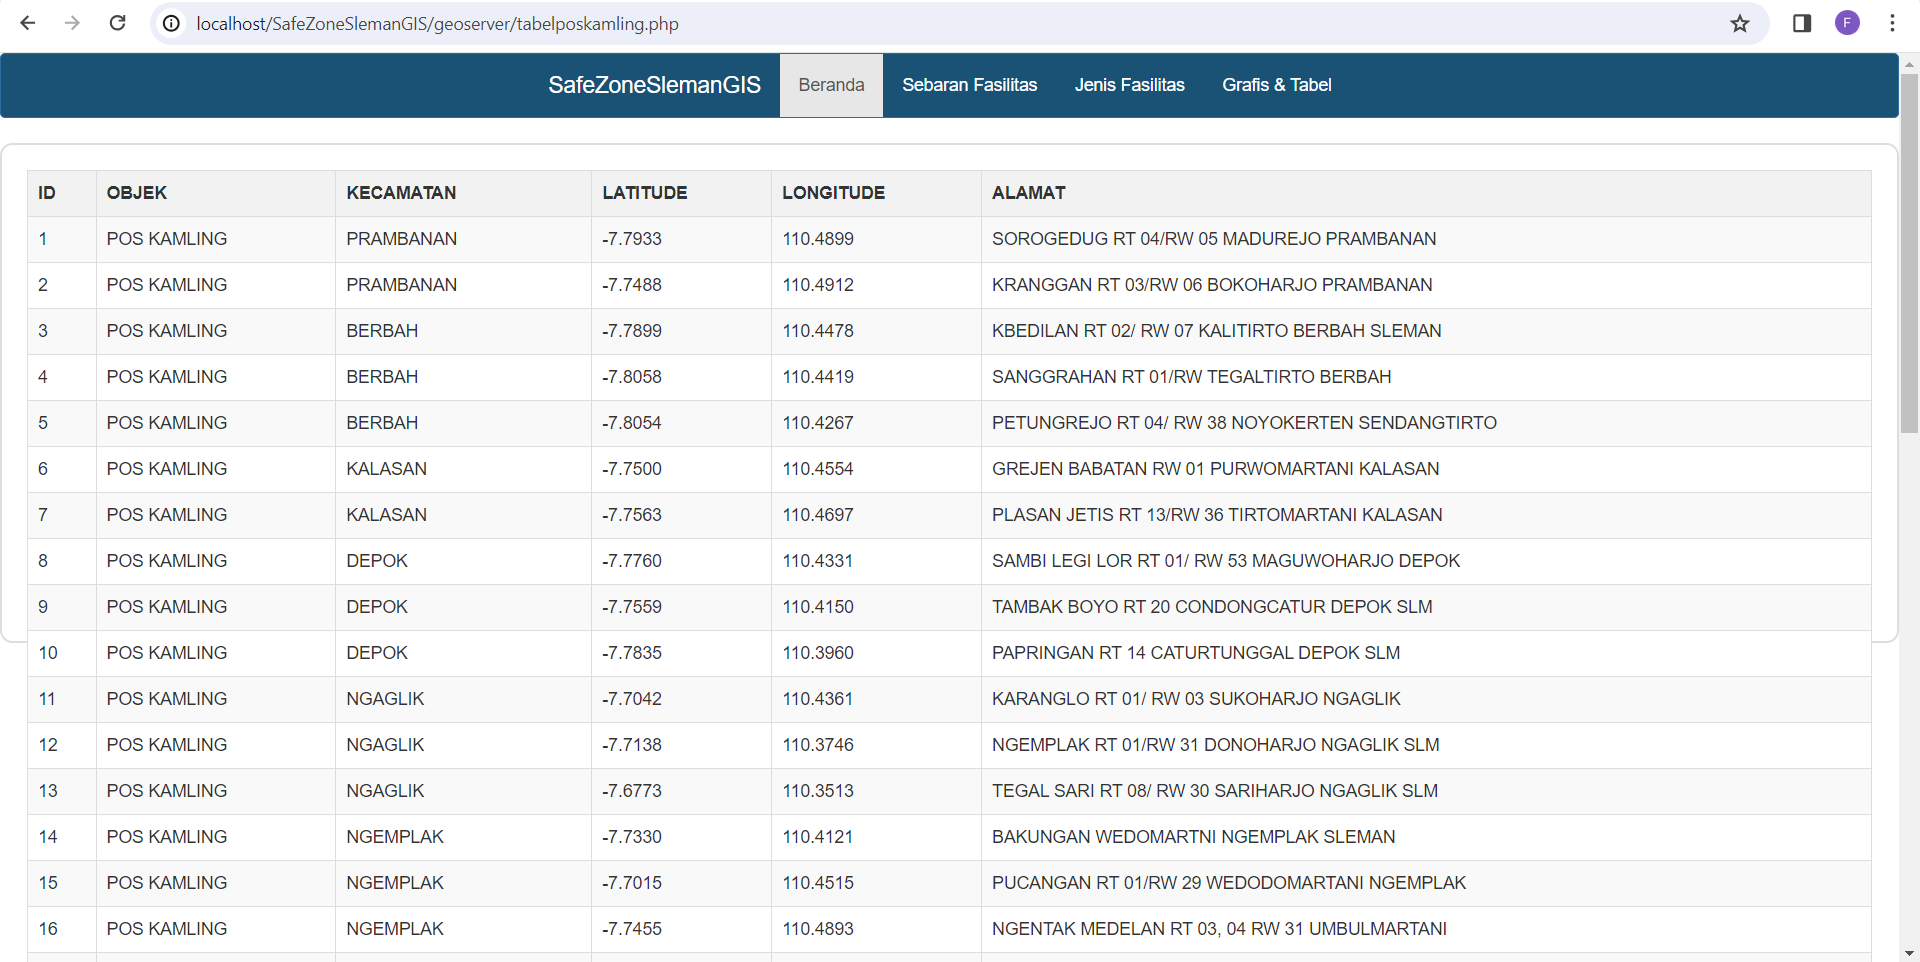 localhost/SafeZoneSlemanGIS/geoserver/tabelposkamling.php F
SafeZoneSlemanGIS Beranda Sebaran Fasilitas Jenis Fasilitas Grafis & Tabel
ID OBJEK KECAMATAN LATITUDE LONGITUDE ALAMAT
1 POS KAMLING PRAMBANAN -7.7933 110.4899 SOROGEDUG RT 04/RW 05 MADUREJO PRAMBANAN
2 POS KAMLING PRAMBANAN -7.7488 110.4912 KRANGGAN RT 03/RW 06 BOKOHARJO PRAMBANAN
3 POS KAMLING BERBAH -7.7899 110.4478 KBEDILAN RT 02/ RW 07 KALITIRTO BERBAH SLEMAN
4 POS KAMLING BERBAH -7.8058 110.4419 SANGGRAHAN RT 01/RW TEGALTIRTO BERBAH
5 POS KAMLING BERBAH -7.8054 110.4267 PETUNGREJO RT 04/ RW 38 NOYOKERTEN SENDANGTIRTO
6 POS KAMLING KALASAN -7.7500 110.4554 GREJEN BABATAN RW 01 PURWOMARTANI KALASAN
7 POS KAMLING KALASAN -7.7563 110.4697 PLASAN JETIS RT 13/RW 36 TIRTOMARTANI KALASAN
8 POS KAMLING DEPOK -7.7760 110.4331 SAMBI LEGI LOR RT 01/ RW 53 MAGUWOHARJO DEPOK
9 POS KAMLING DEPOK -7.7559 110.4150 TAMBAK BOYO RT 20 CONDONGCATUR DEPOK SLM
10 POS KAMLING DEPOK -7.7835 110.3960 PAPRINGAN RT 14 CATURTUNGGAL DEPOK SLM
11 POS KAMLING NGAGLIK -7.7042 110.4361 KARANGLO RT 01/ RW 03 SUKOHARJO NGAGLIK
12 POS KAMLING NGAGLIK -7.7138 110.3746 NGEMPLAK RT 01/RW 31 DONOHARJO NGAGLIK SLM
13 POS KAMLING NGAGLIK -7.6773 110.3513 TEGAL SARI RT 08/ RW 30 SARIHARJO NGAGLIK SLM
14 POS KAMLING NGEMPLAK -7.7330 110.4121 BAKUNGAN WEDOMARTNI NGEMPLAK SLEMAN
15 POS KAMLING NGEMPLAK -7.7015 110.4515 PUCANGAN RT 01/RW 29 WEDODOMARTANI NGEMPLAK
16 POS KAMLING NGEMPLAK -7.7455 110.4893 NGENTAK MEDELAN RT 03, 04 RW 31 UMBULMARTANI